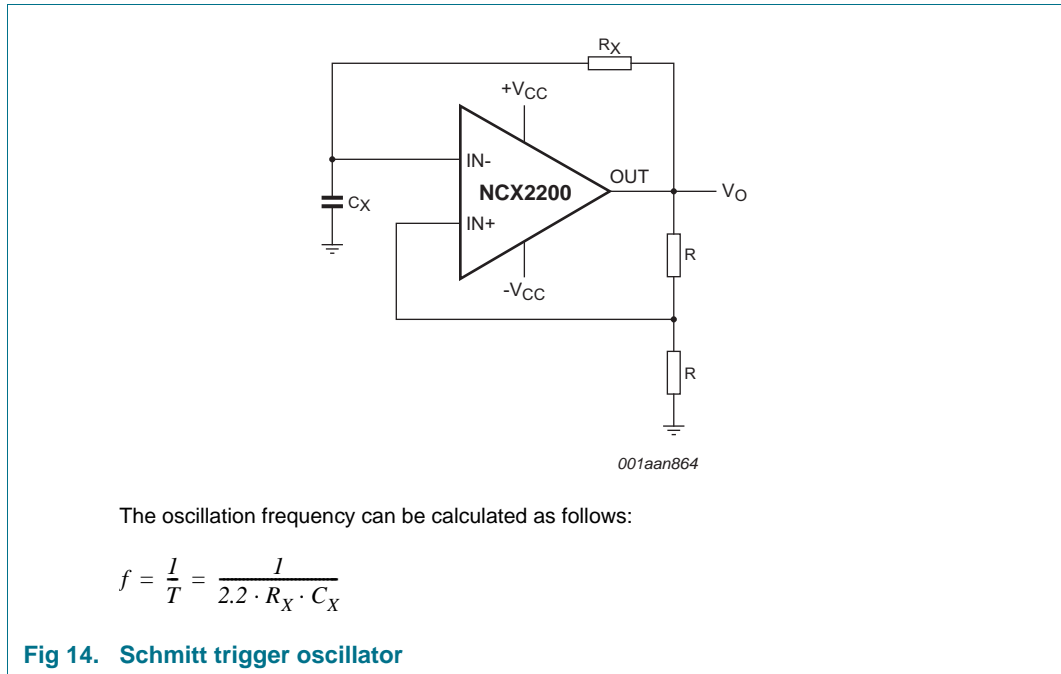 RX
+VCC
IN-
OUT
NCX2200
VO
CX
IN+
R
-VCC
R
001aan864
The oscillation frequency can be calculated as follows:
f = 1/T = 1/(2.2 · RX · CX)
Fig 14. Schmitt trigger oscillator